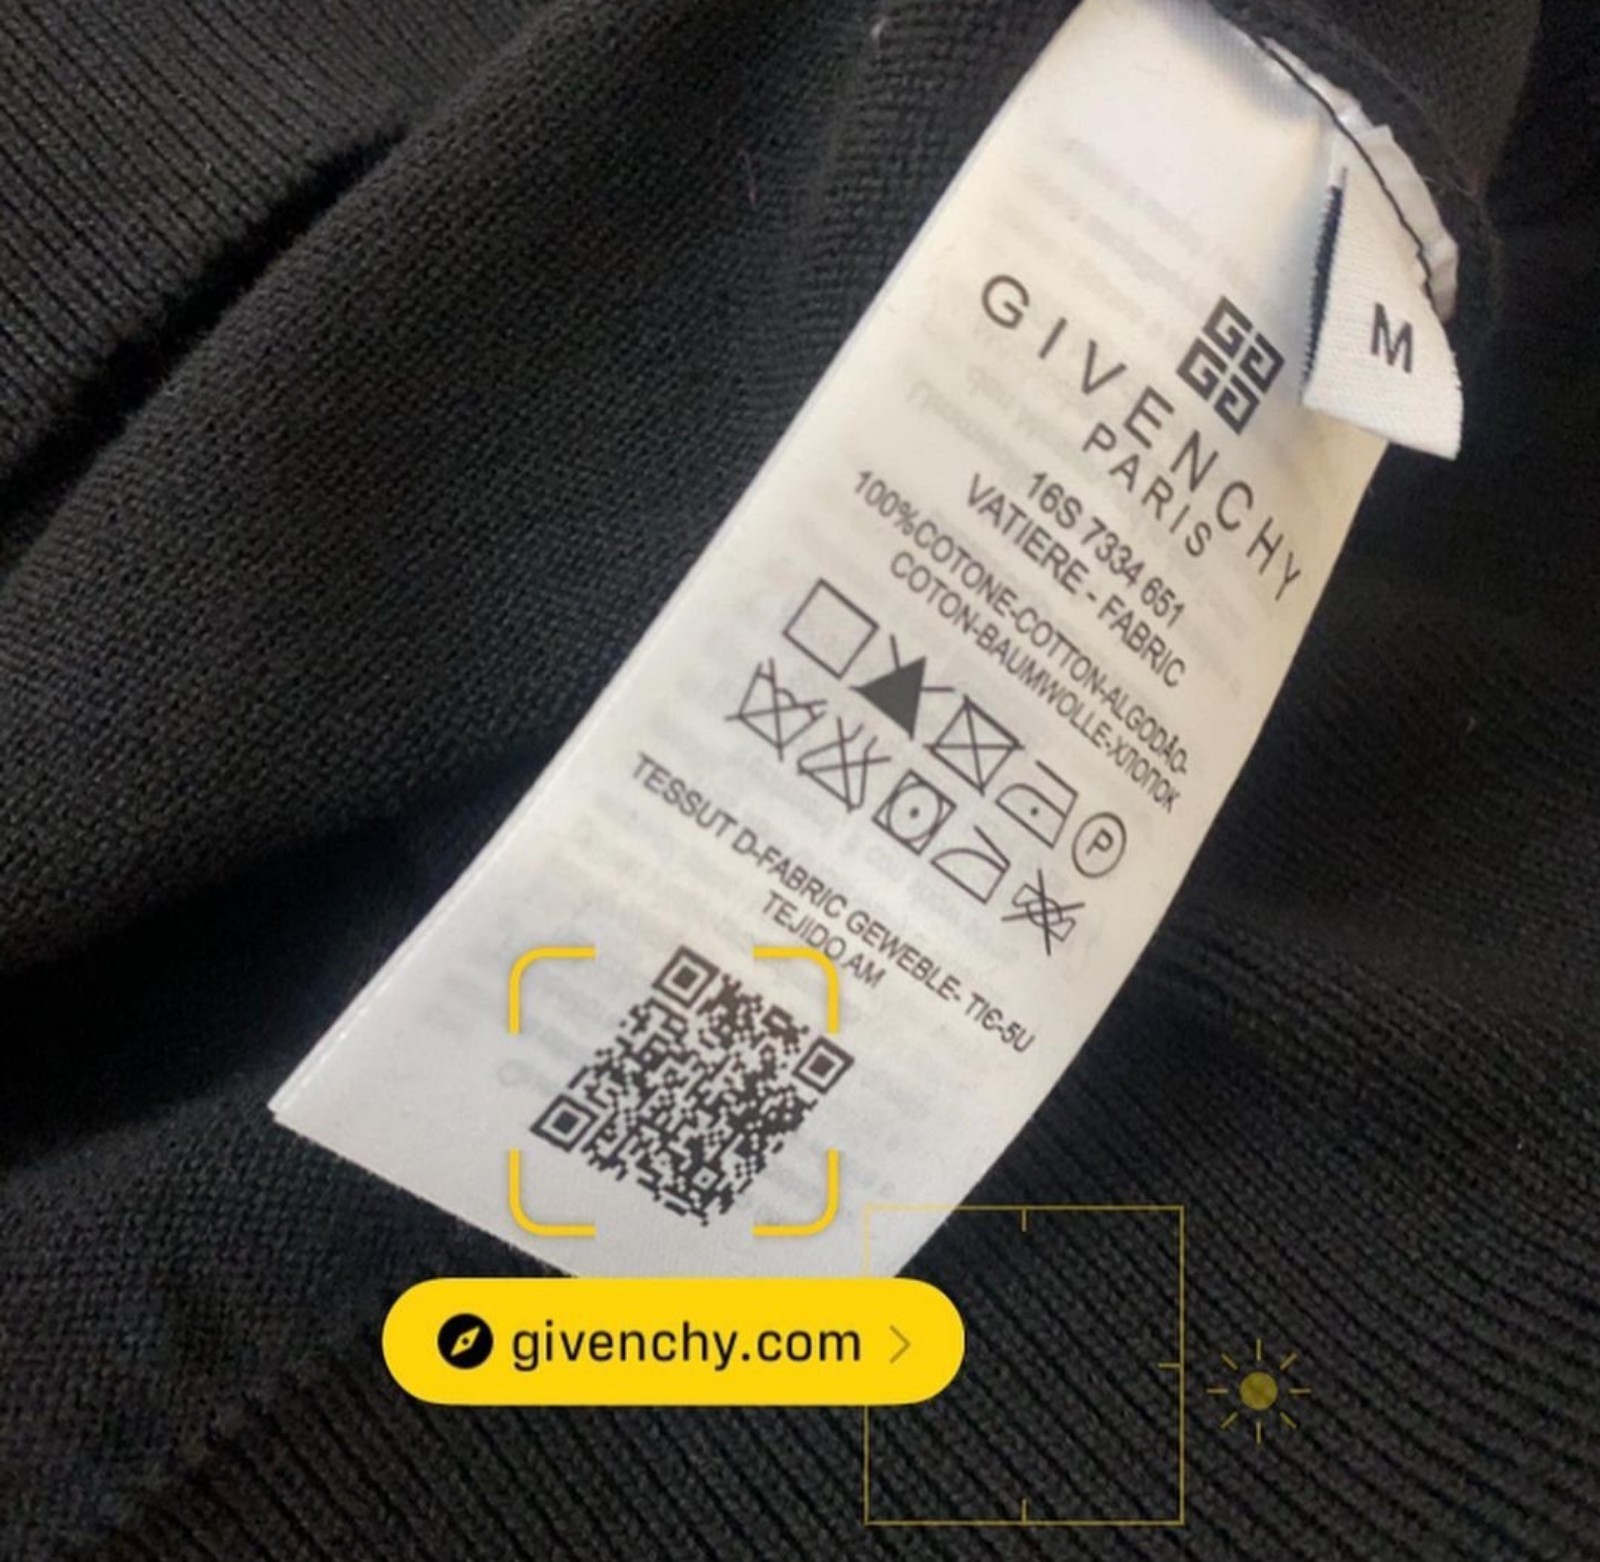 M
GIVENCHY
PARIS
16S 7334 651
VATIERE - FABRIC
100%COTONE-COTTON-ALGODÃO-
COTON-BAUMWOLLE-ХЛОПОК
P
TESSUT D-FABRIC GEWEBLE- TIЄ-5U
TEJIDO AM
givenchy.com